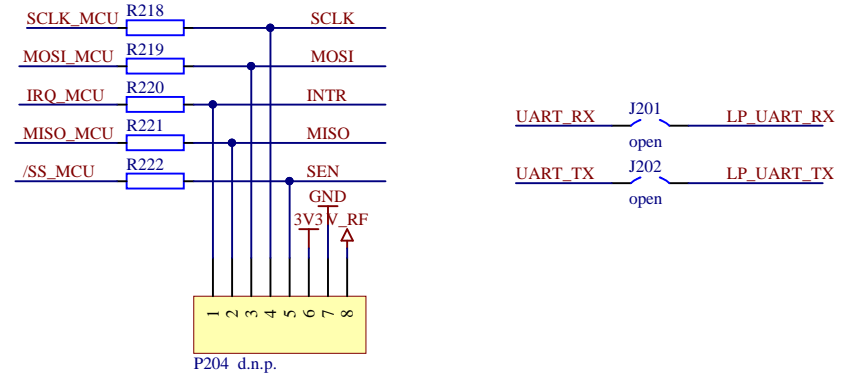 SCLK_MCU R218 SCLK
MOSI_MCU R219 MOSI
IRQ_MCU R220 INTR
MISO_MCU R221 MISO
/SS_MCU R222 SEN
GND
3V3 V_RF
1 2 3 4 5 6 7 8
P204 d.n.p.
UART_RX J201 LP_UART_RX
open
UART_TX J202 LP_UART_TX
open